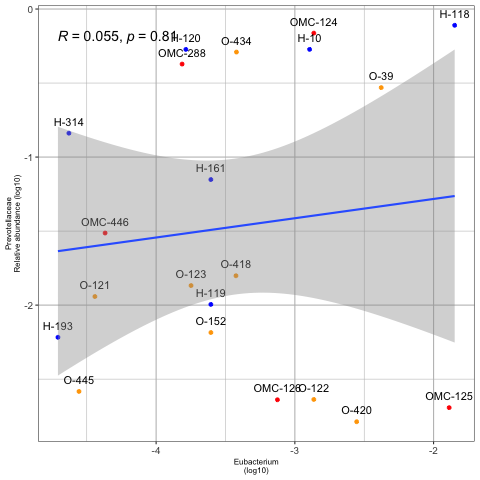 0
H-118
OMC-124
R = 0.055, p = 0.81
H-120
O-434
H-10
OMC-288
O-39
H-314
-1
H-161
Prevotellaceae
Relative abundance (log10)
OMC-446
O-418
O-123
O-121
H-119
-2
O-152
H-193
O-445
OMC-126
O-122
OMC-125
O-420
-4
-3
-2
Eubacterium
(log10)